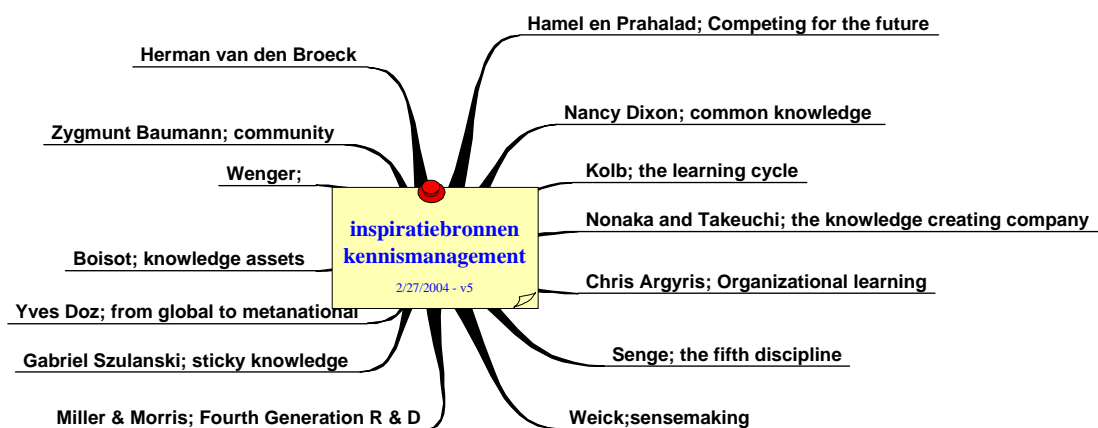 Hamel en Prahalad; Competing for the future
Herman van den Broeck
Nancy Dixon; common knowledge
Zygmunt Baumann; community
Wenger;
Kolb; the learning cycle
inspiratiebronnen
kennismanagement
2/27/2004 - v5
Nonaka and Takeuchi; the knowledge creating company
Boisot; knowledge assets
Chris Argyris; Organizational learning
Yves Doz; from global to metanational
Gabriel Szulanski; sticky knowledge
Senge; the fifth discipline
Miller & Morris; Fourth Generation R & D
Weick;sensemaking